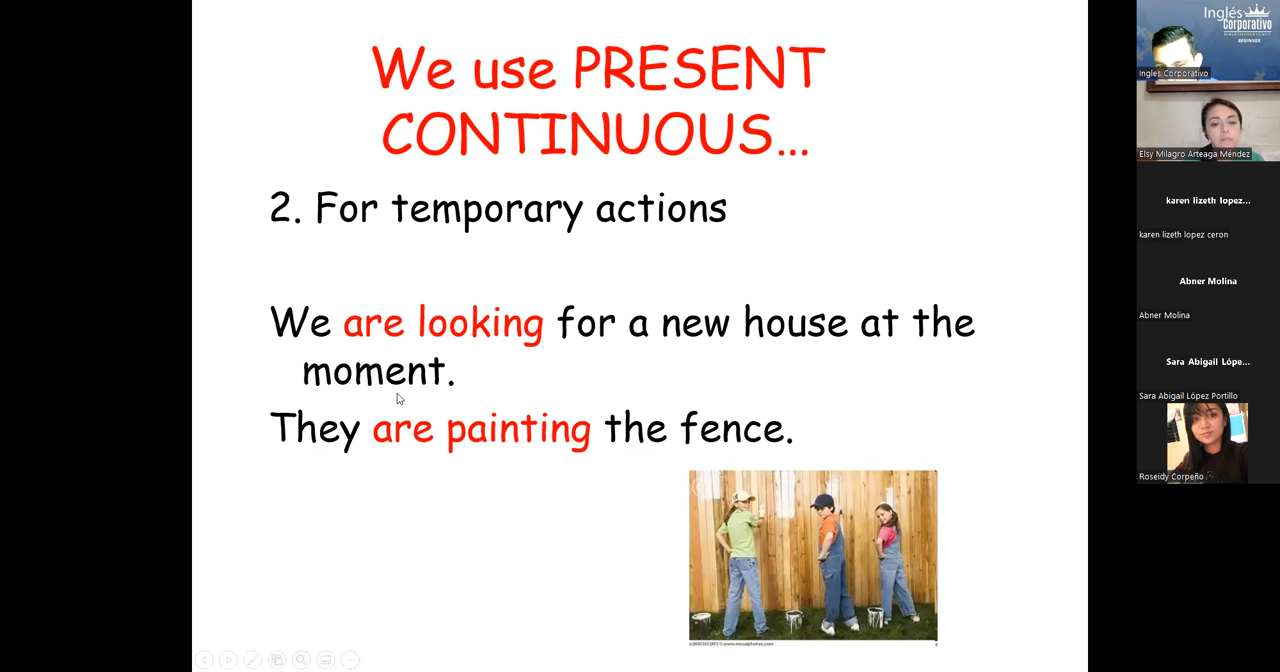 We use PRESENT
CONTINUOUS...
2. For temporary actions
We are looking for a new house at the
moment.
They are painting the fence.
Inglés
Corporativo
BEGINNER
Inglés Corporativo
Elsy Milagro Arteaga Méndez
karen lizeth lopez...
karen lizeth lopez ceron
Abner Molina
Abner Molina
Sara Abigail Lópe...
Sara Abigail López Portillo
Roseidy Corpeño